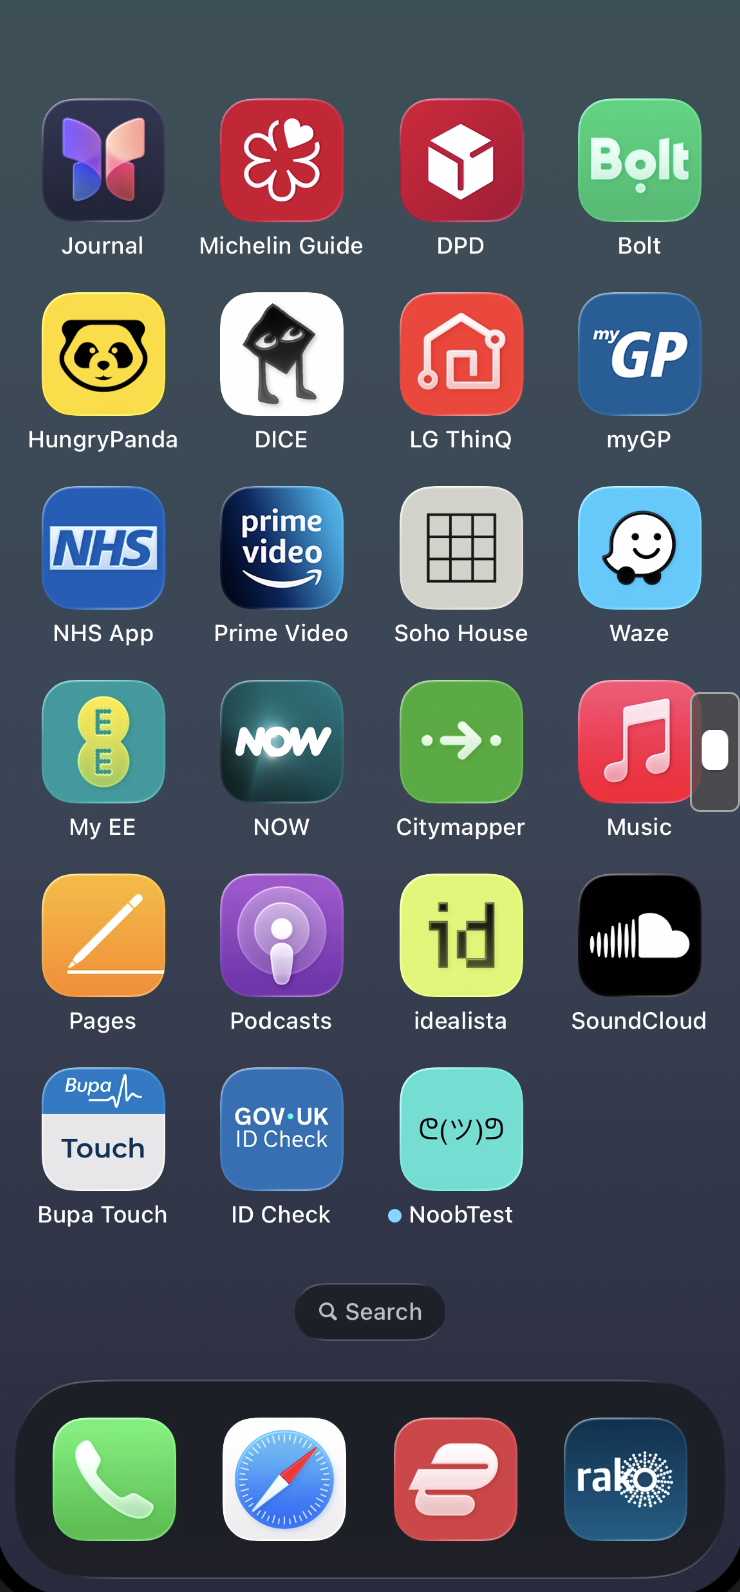 Bolt
Journal
Michelin Guide
DPD
Bolt
my
GP
HungryPanda
DICE
LG ThinQ
myGP
NHS
prime
video
NHS App
Prime Video
Soho House
Waze
E
E
NOW
My EE
NOW
Citymapper
Music
id
Pages
Podcasts
idealista
SoundCloud
Bupa
Touch
GOV·UK
ID Check
ᘓ(ツ)ᘐ
Bupa Touch
ID Check
NoobTest
Search
rako